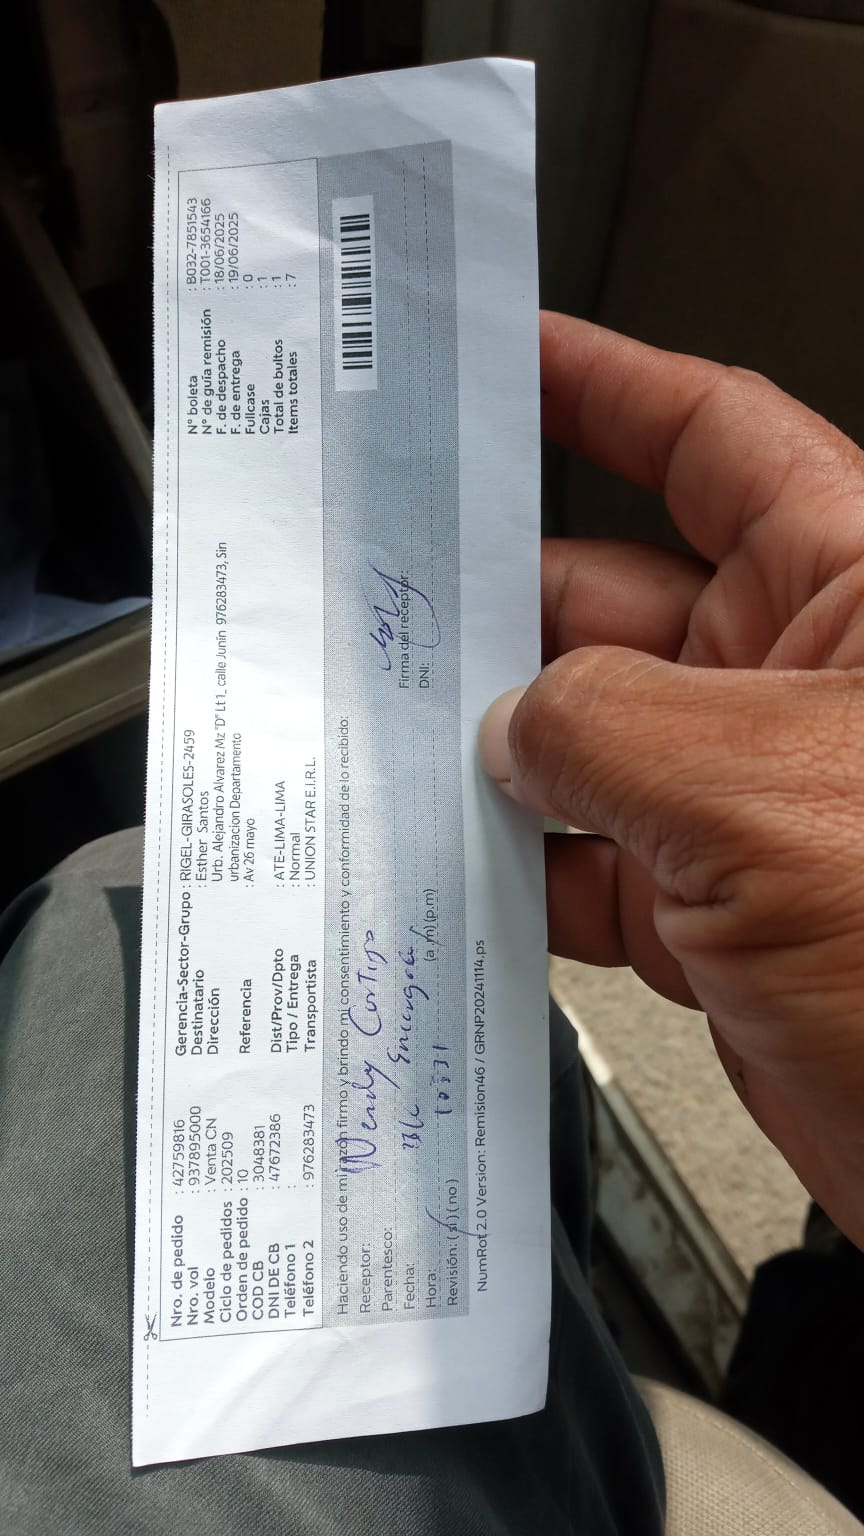 Nro. de pedido : 42759816
Nro. vol : 937895000
Modelo : Venta CN
Ciclo de pedidos : 202509
Orden de pedido : 10
COD CB : 3048381
DNI DE CB : 47672386
Teléfono 1 :
Teléfono 2 : 976283473
Gerencia-Sector-Grupo : RIGEL-GIRASOLES-2459
Destinatario : Esther Santos
Dirección Urb. Alejandro Alvarez Mz "D" Lt 1_ calle Junín 976283473, Sin
urbanizacion Departamento
Referencia : Av 26 mayo
Dist/Prov/Dpto : ATE-LIMA-LIMA
Tipo / Entrega : Normal
Transportista : UNION STAR E.I.R.L.
N° boleta : B032-7851543
N° de guía remisión : T001-3654166
F. de despacho : 18/06/2025
F. de entrega : 19/06/2025
Fullcase : 0
Cajas : 1
Total de bultos : 1
Items totales : 7
Haciendo uso de mi razón firmo y brindo mi consentimiento y conformidad de lo recibido:
Receptor: Wendy
Parentesco:
Fecha:
Hora: (a.m) (p.m)
Revisión: ( si ) ( no )
Firma del receptor:
DNI:
NumRot 2.0 Version: Remision46 / GRNP20241114.ps